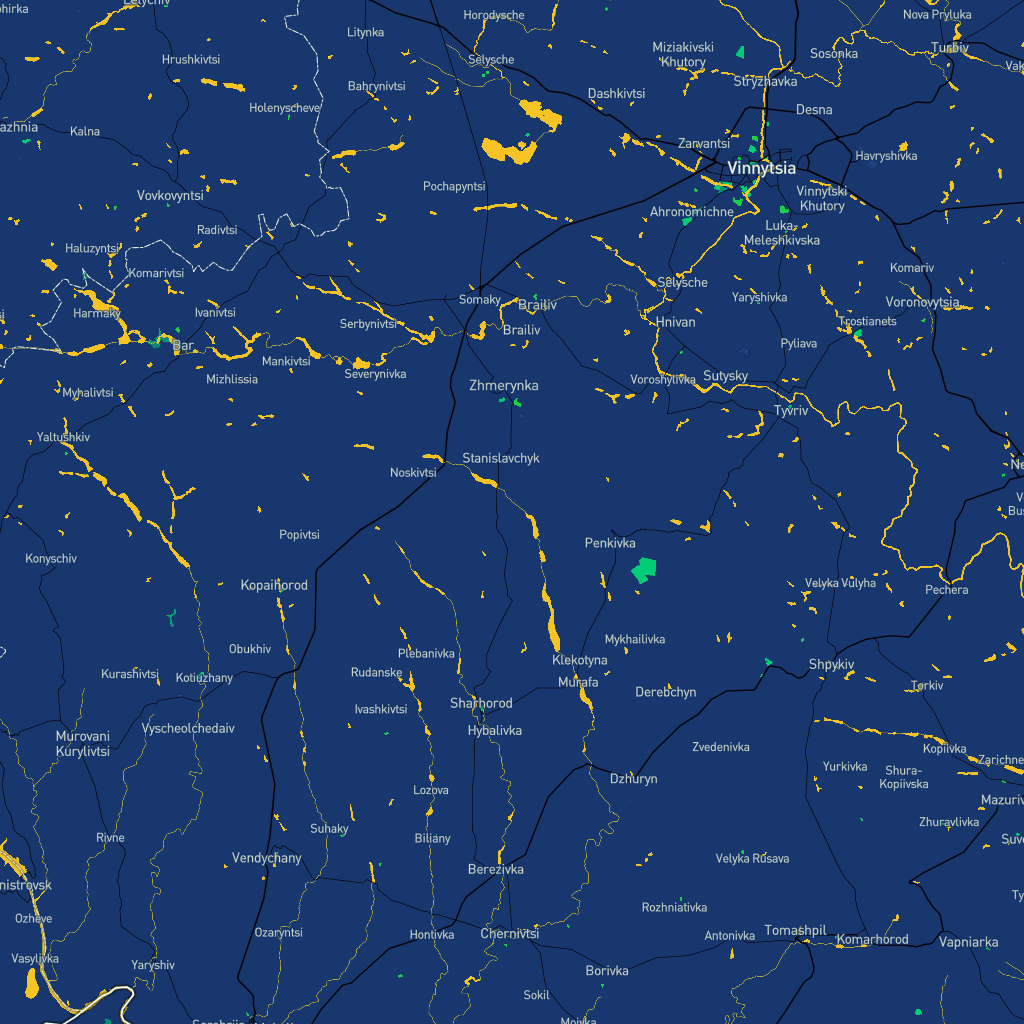 Horodysche
Nova Pryluka
Litynka
Miziakivski
Khutory
Turbiv
Sosonka
Hrushkivtsi
Selysche
Bahrynivtsi
Stryzhavka
Dashkivtsi
Holenyscheve
Desna
Kalna
Zarvantsi
Havryshivka
Vinnytsia
Pochapyntsi
Vovkovyntsi
Vinnytski
Khutory
Ahronomichne
Radivtsi
Luka-
Meleshkivska
Haluzyntsi
Komariv
Komarivtsi
Selysche
Yaryshivka
Somaky
Brailiv
Voronovytsia
Harmaky
Ivanivtsi
Serbynivtsi
Hnivan
Trostianets
Brailiv
Bar
Pyliava
Mankivtsi
Mizhlissia
Severynivka
Voroshylivka
Sutysky
Zhmerynka
Myhalivtsi
Tyvriv
Yaltushkiv
Stanislavchyk
Noskivtsi
Popivtsi
Penkivka
Konyschiv
Kopaihorod
Velyka Vulyha
Pechera
Mykhailivka
Obukhiv
Plebanivka
Klekotyna
Shpykiv
Kurashivtsi
Kotiuzhany
Rudanske
Murafa
Derebchyn
Torkiv
Sharhorod
Ivashkivtsi
Vyscheolchedaiv
Hybalivka
Murovani
Kurylivtsi
Zvedenivka
Kopiivka
Zarichne
Yurkivka
Shura-
Kopiivska
Dzhuryn
Lozova
Mazuriv
Zhuravlivka
Suhaky
Rivne
Biliany
Vendychany
Velyka Rusava
Berezivka
Rozhniativka
Ozheve
Ozaryntsi
Hontivka
Chernivtsi
Antonivka
Tomashpil
Komarhorod
Vapniarka
Vasylivka
Yaryshiv
Borivka
Sokil